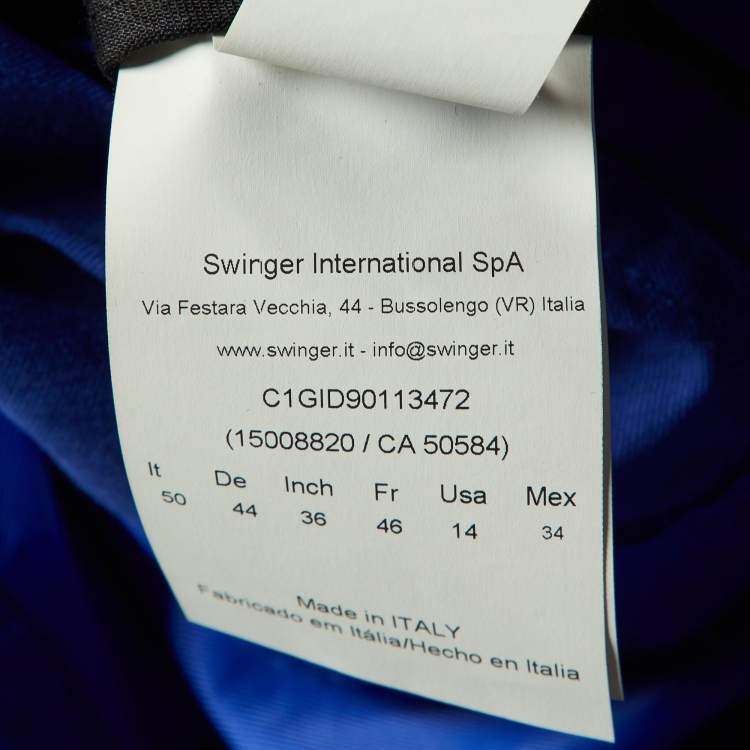 Swinger International SpA
Via Festara Vecchia, 44 - Bussolengo (VR) Italia
www.swinger.it - info@swinger.it
C1GID90113472
(15008820 / CA 50584)
It De Inch Fr Usa Mex
50 44 36 46 14 34
Made in ITALY
Fabricado em Itália/Hecho en Italia